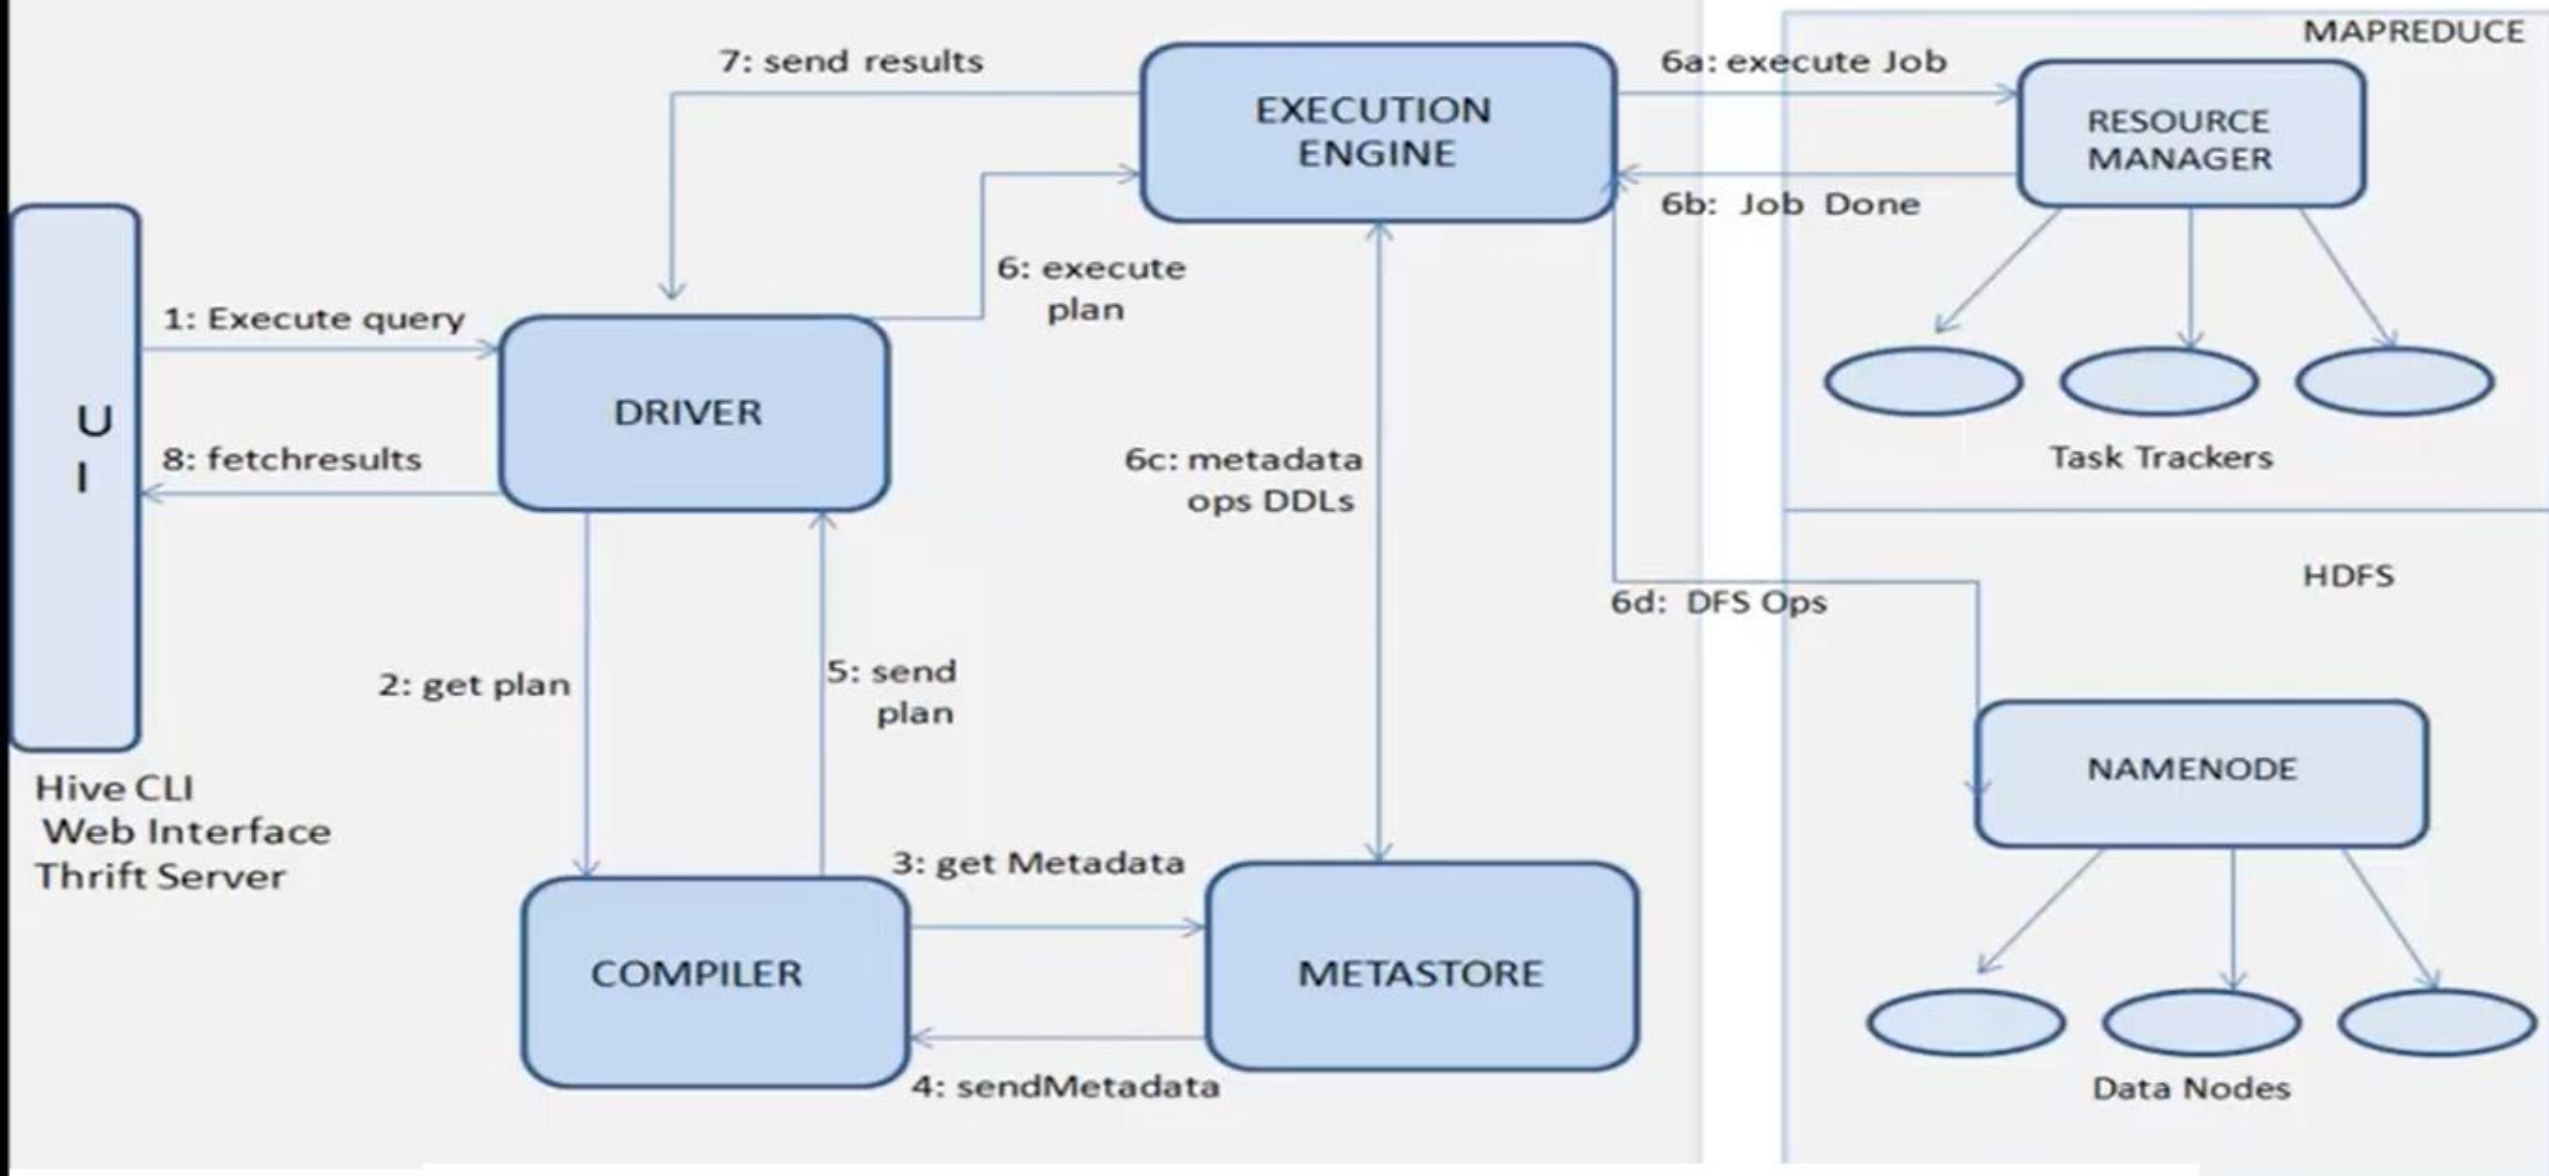 MAPREDUCE
7: send results
6a: execute Job
EXECUTION
ENGINE
RESOURCE
MANAGER
6b: Job Done
6: execute
plan
1: Execute query
DRIVER
U
I
8: fetchresults
6c: metadata
ops DDLs
Task Trackers
HDFS
6d: DFS Ops
2: get plan
5: send
plan
NAMENODE
Hive CLI
Web Interface
Thrift Server
3: get Metadata
COMPILER
METASTORE
4: sendMetadata
Data Nodes